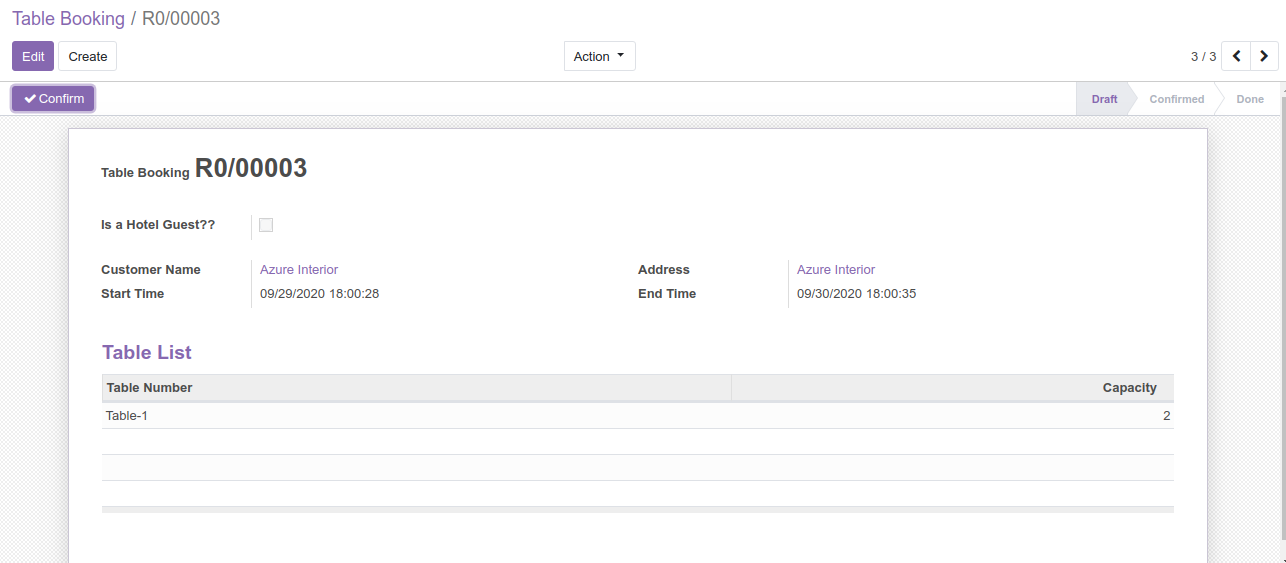 Table Booking / R0/00003
Edit Create Action 3 / 3
Confirm Draft Confirmed Done
Table Booking R0/00003
Is a Hotel Guest??
Customer Name Azure Interior Address Azure Interior
Start Time 09/29/2020 18:00:28 End Time 09/30/2020 18:00:35
Table List
Table Number Capacity
Table-1 2